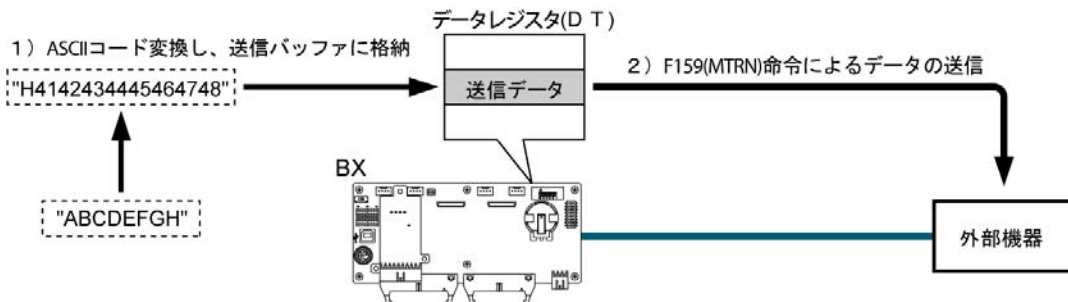 データレジスタ(DT)
1)ASCIIコード変換し、送信バッファに格納
2)F159(MTRN)命令によるデータの送信
"H4142434445464748"
送信データ
BX
"ABCDEFGH"
外部機器